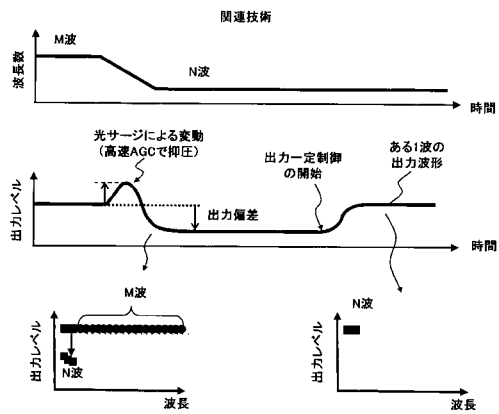 関連技術
波長数
M波
N波
時間
光サージによる変動
(高速AGCで抑圧)
出力一定制御
の開始
ある1波の
出力波形
出力レベル
出力偏差
時間
出力レベル
M波
N波
波長
出力レベル
N波
波長